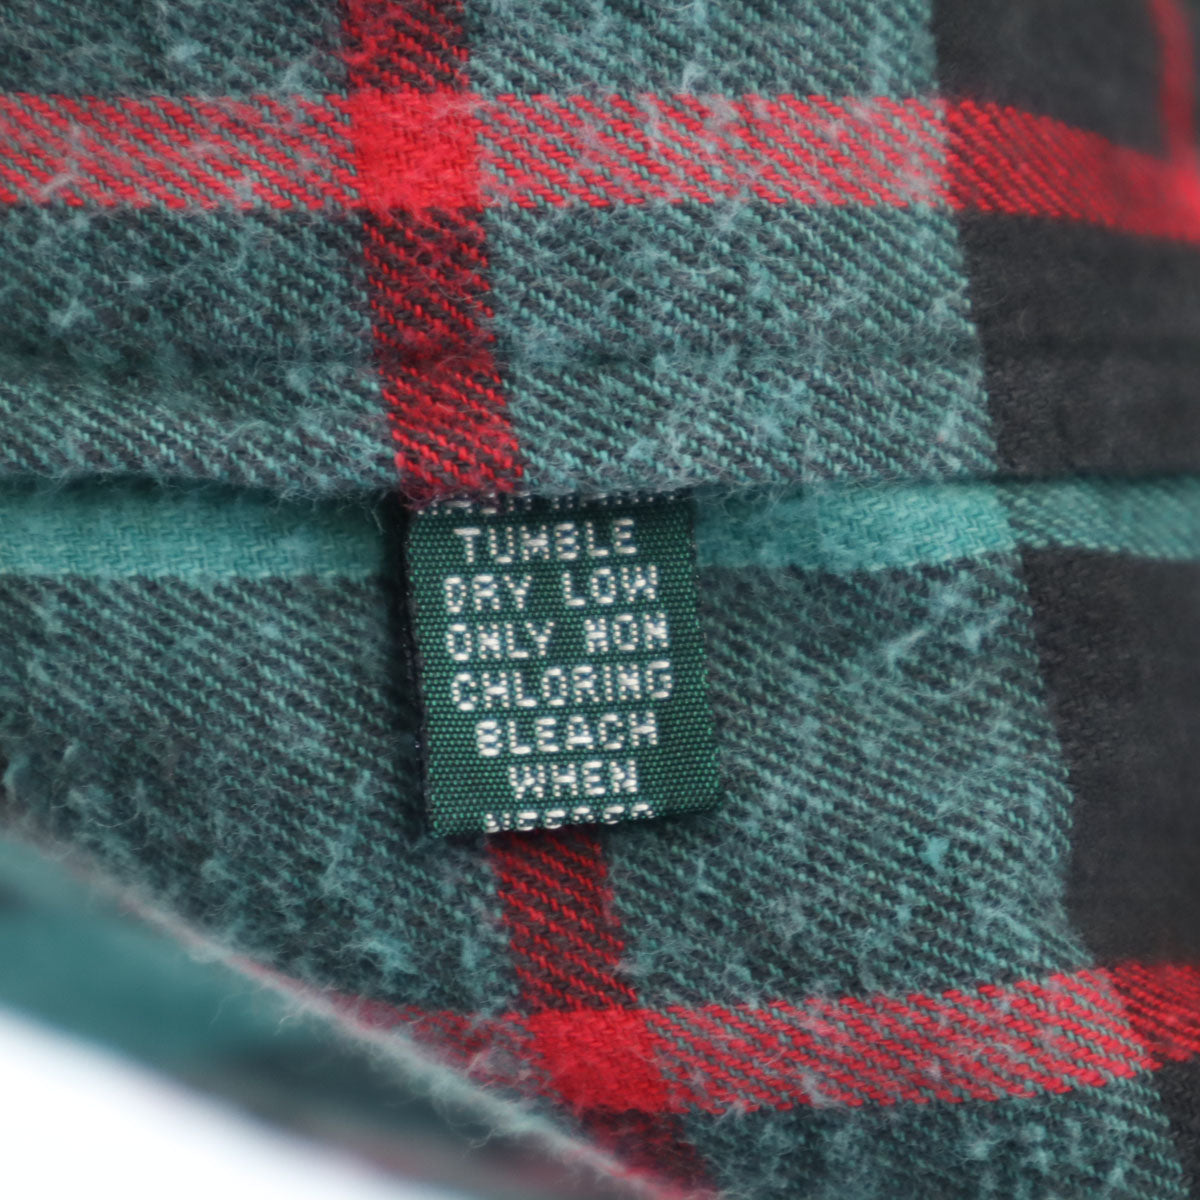 TUMBLE
DRY LOW
ONLY NON
CHLORING
BLEACH
WHEN